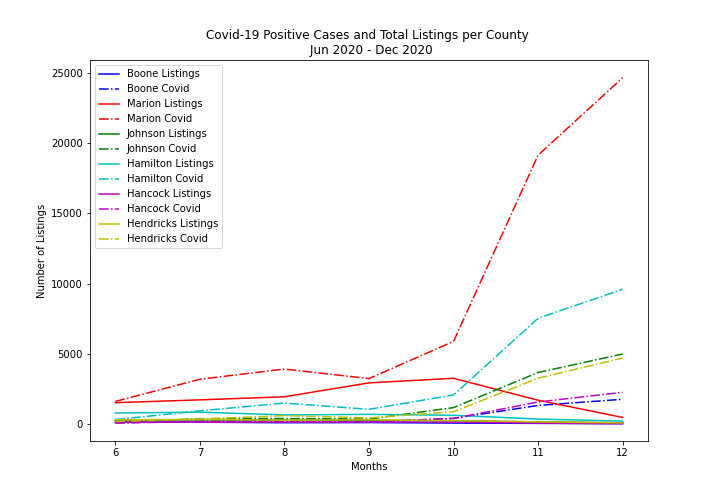 Covid-19 Positive Cases and Total Listings per County
Jun 2020 - Dec 2020
Boone Listings
Boone Covid
Marion Listings
Marion Covid
Johnson Listings
Johnson Covid
Hamilton Listings
Hamilton Covid
Hancock Listings
Hancock Covid
Hendricks Listings
Hendricks Covid
Number of Listings
25000
20000
15000
10000
5000
0
6 7 8 9 10 11 12
Months